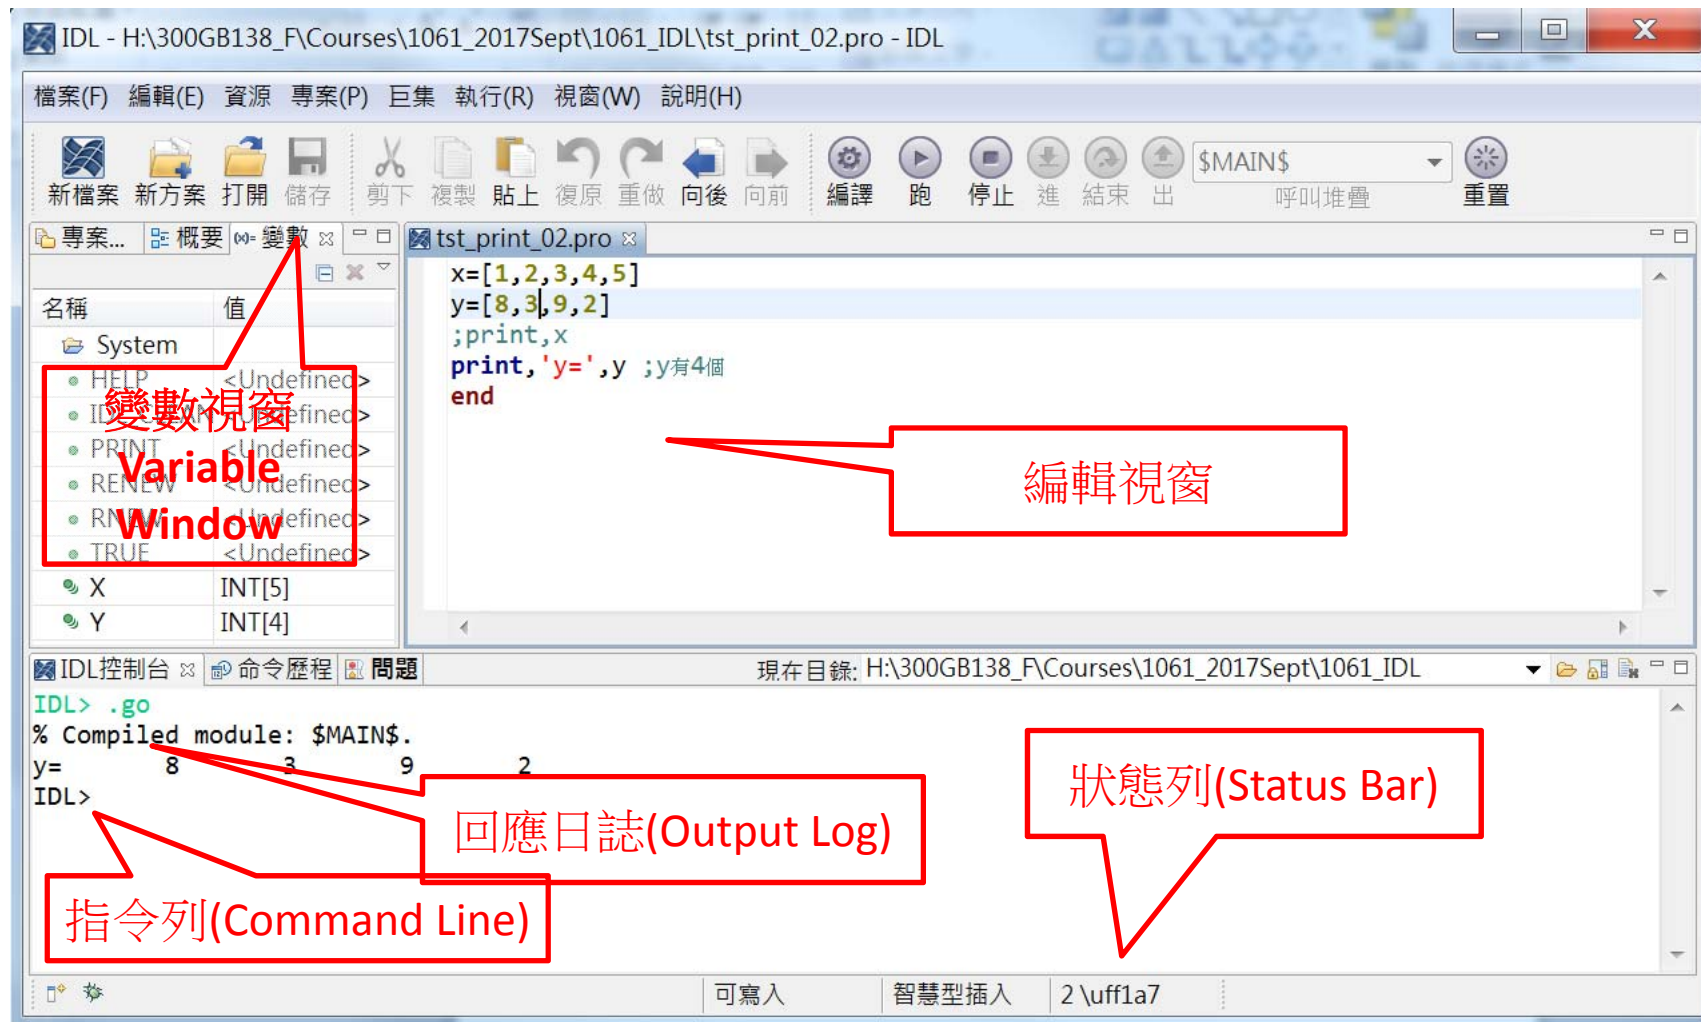 IDL - H:\300GB138_F\Courses\1061_2017Sept\1061_IDL\tst_print_02.pro - IDL
檔案(F) 編輯(E) 資源 專案(P) 巨集 執行(R) 視窗(W) 說明(H)
新檔案 新方案 打開 儲存 剪下 複製 貼上 復原 重做 向後 向前 編譯 跑 停止 進 結束 出 $MAIN$ 呼叫堆疊 重置
專案... 概要 變數
名稱 值
System
HELP <Undefined>
<Undefined>
PRINT <Undefined>
RENEW <Undefined>
RNEW <Undefined>
TRUE <Undefined>
X INT[5]
Y INT[4]
變數視窗
Variable
Window
tst_print_02.pro
x=[1,2,3,4,5]
y=[8,3,9,2]
;print,x
print,'y=',y ;y有4個
end
編輯視窗
IDL控制台 命令歷程 問題 現在目錄: H:\300GB138_F\Courses\1061_2017Sept\1061_IDL
IDL> .go
% Compiled module: $MAIN$.
y= 8 3 9 2
IDL>
回應日誌(Output Log)
狀態列(Status Bar)
指令列(Command Line)
可寫入 智慧型插入 2 \uff1a7